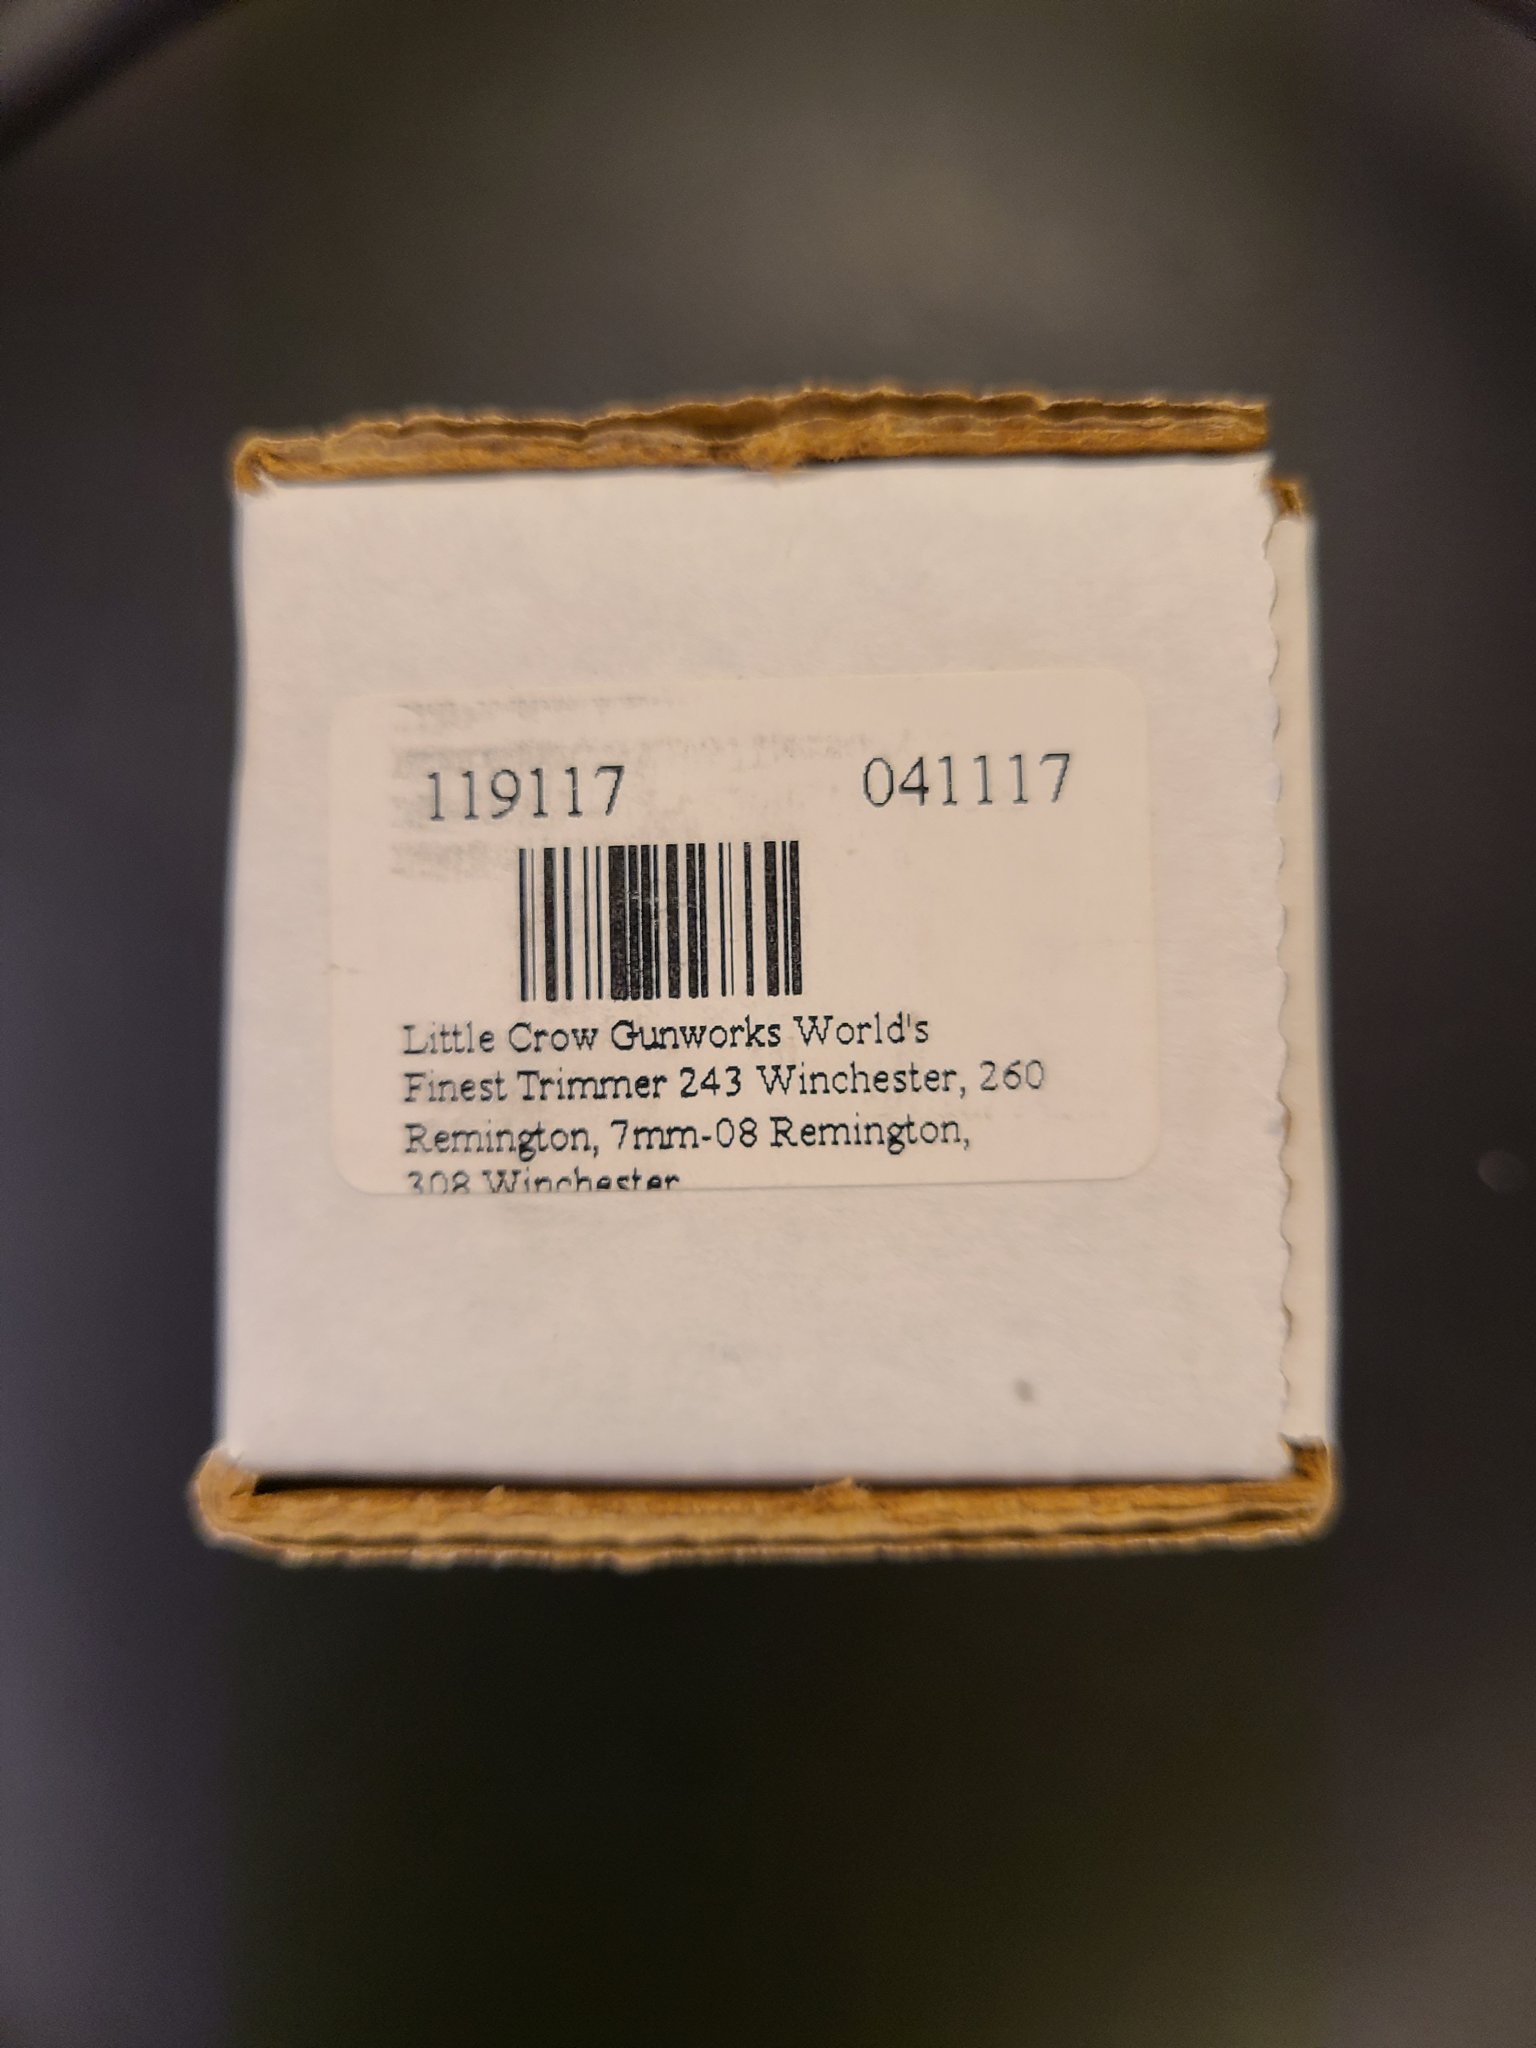 119117 041117
Little Crow Gunworks World's
Finest Trimmer 243 Winchester, 260
Remington, 7mm-08 Remington,
308 Winchester